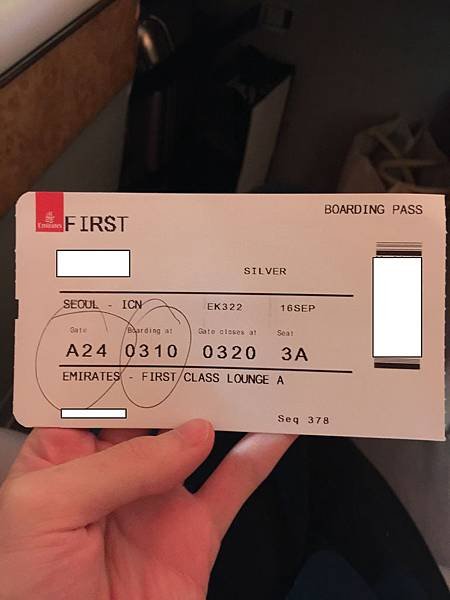 BOARDING PASS
Emirates
FIRST
SILVER
SEOUL - ICN EK322 16SEP
Gate Boarding at Gate closes at Seat
A24 0310 0320 3A
EMIRATES - FIRST CLASS LOUNGE A
Seq 378